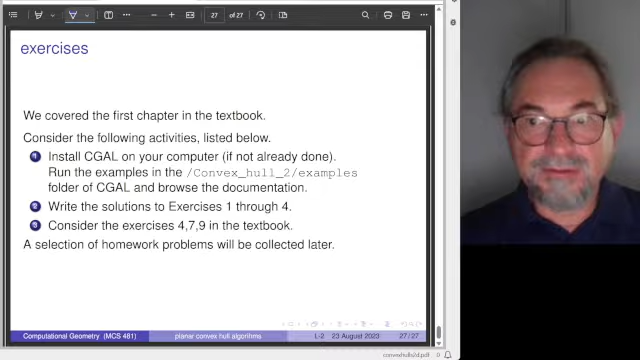 27 of 27
exercises
We covered the first chapter in the textbook.
Consider the following activities, listed below.
1 Install CGAL on your computer (if not already done).
Run the examples in the /Convex_hull_2/examples
folder of CGAL and browse the documentation.
2 Write the solutions to Exercises 1 through 4.
3 Consider the exercises 4,7,9 in the textbook.
A selection of homework problems will be collected later.
Computational Geometry (MCS 481) planar convex hull algorithms L-2 23 August 2023 27/27
convexhulls2d.pdf 0